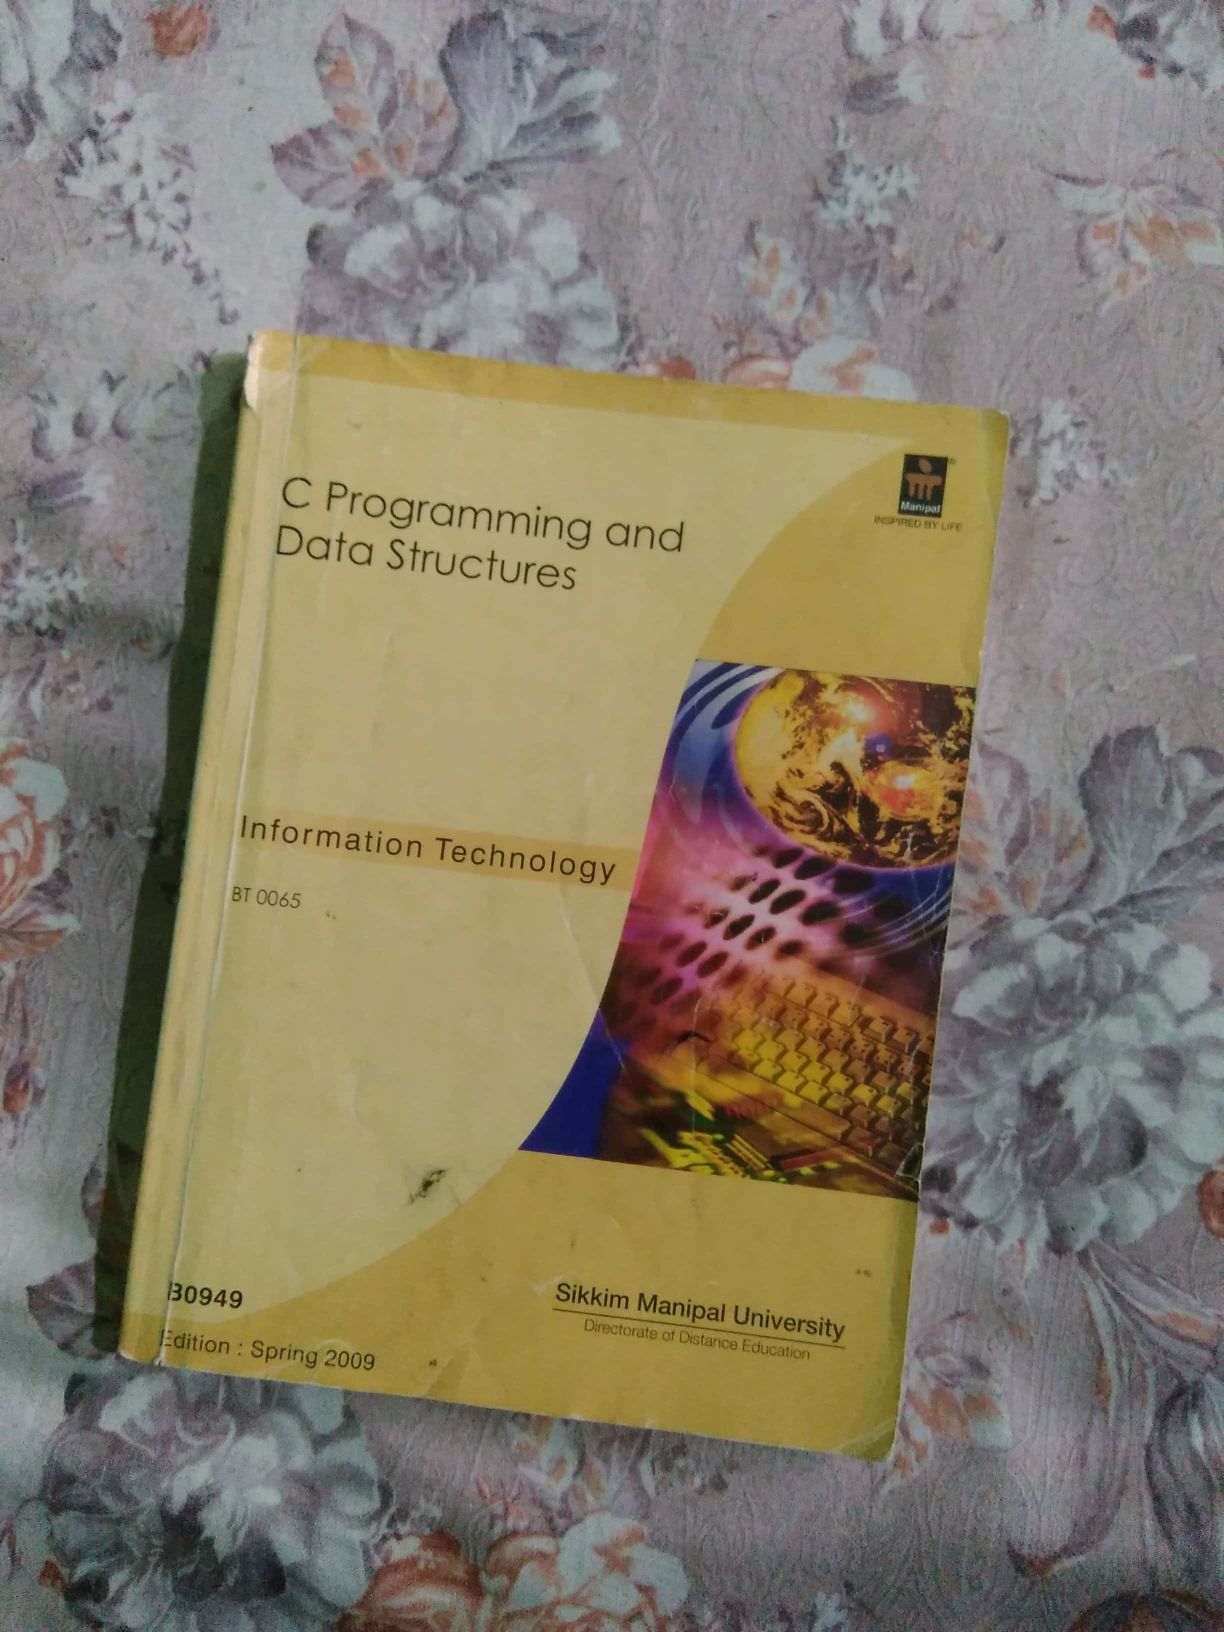 C Programming and
Data Structures
Manipal
INSPIRED BY LIFE
Information Technology
BT 0065
B0949
Edition : Spring 2009
Sikkim Manipal University
Directorate of Distance Education